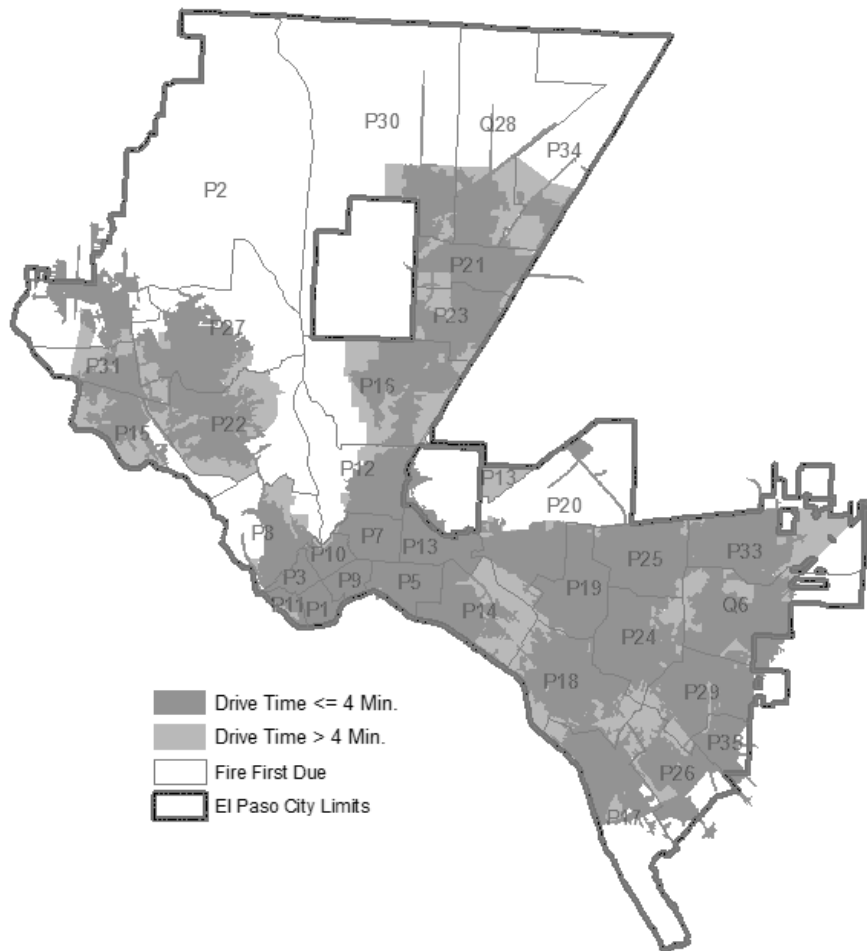 P30
Q28
P34
P2
P21
P27
P23
P31
P16
P22
P15
P12
P13
P20
P8
P7
P10
P13
P25
P33
P3
P9
P5
P19
P11
P1
P14
P24
Q6
P18
P29
P35
P26
P17
Drive Time <= 4 Min.
Drive Time > 4 Min.
Fire First Due
El Paso City Limits